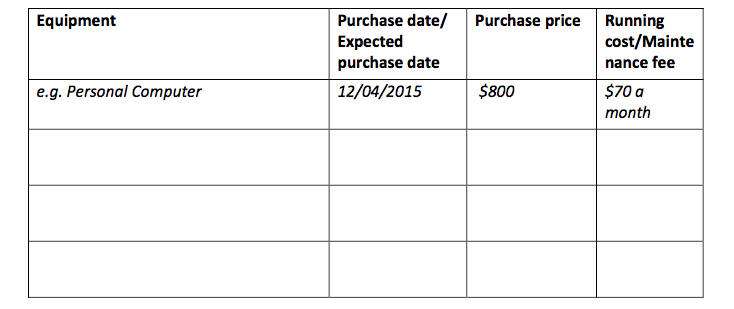 Equipment
Purchase date/
Expected
purchase date
Purchase price
Running
cost/Mainte
nance fee
e.g. Personal Computer
12/04/2015
$800
$70 a
month